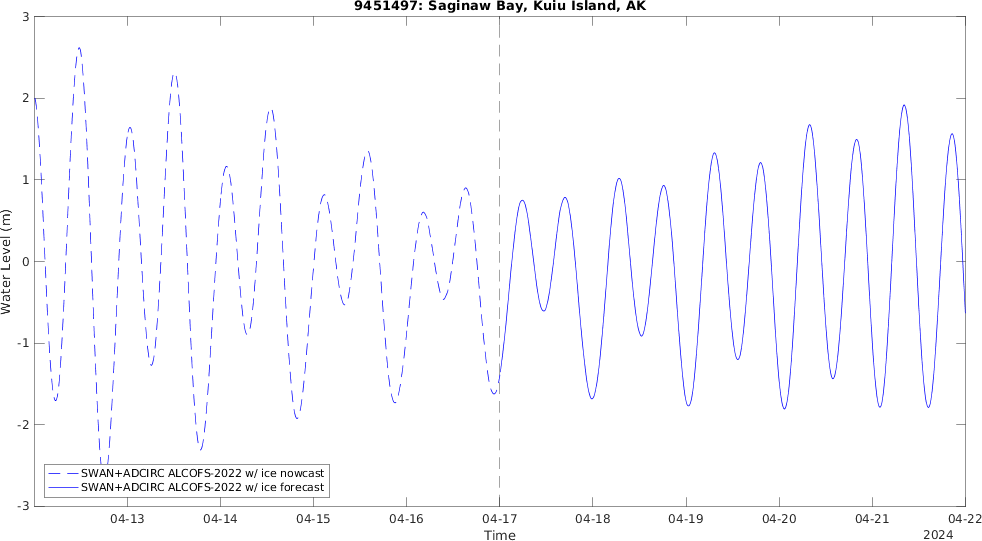 9451497: Saginaw Bay, Kuiu Island, AK
3
2
1
0
-1
-2
-3
Water Level (m)
SWAN+ADCIRC ALCOFS-2022 w/ ice nowcast
SWAN+ADCIRC ALCOFS-2022 w/ ice forecast
04-13 04-14 04-15 04-16 04-17 04-18 04-19 04-20 04-21 04-22
Time
2024